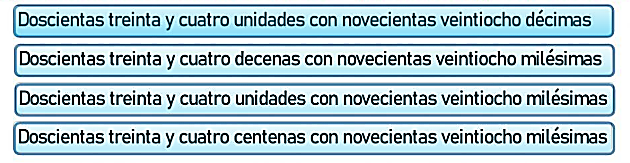 Doscientas treinta y cuatro unidades con novecientas veintiocho décimas
Doscientas treinta y cuatro decenas con novecientas veintiocho milésimas
Doscientas treinta y cuatro unidades con novecientas veintiocho milésimas
Doscientas treinta y cuatro centenas con novecientas veintiocho milésimas